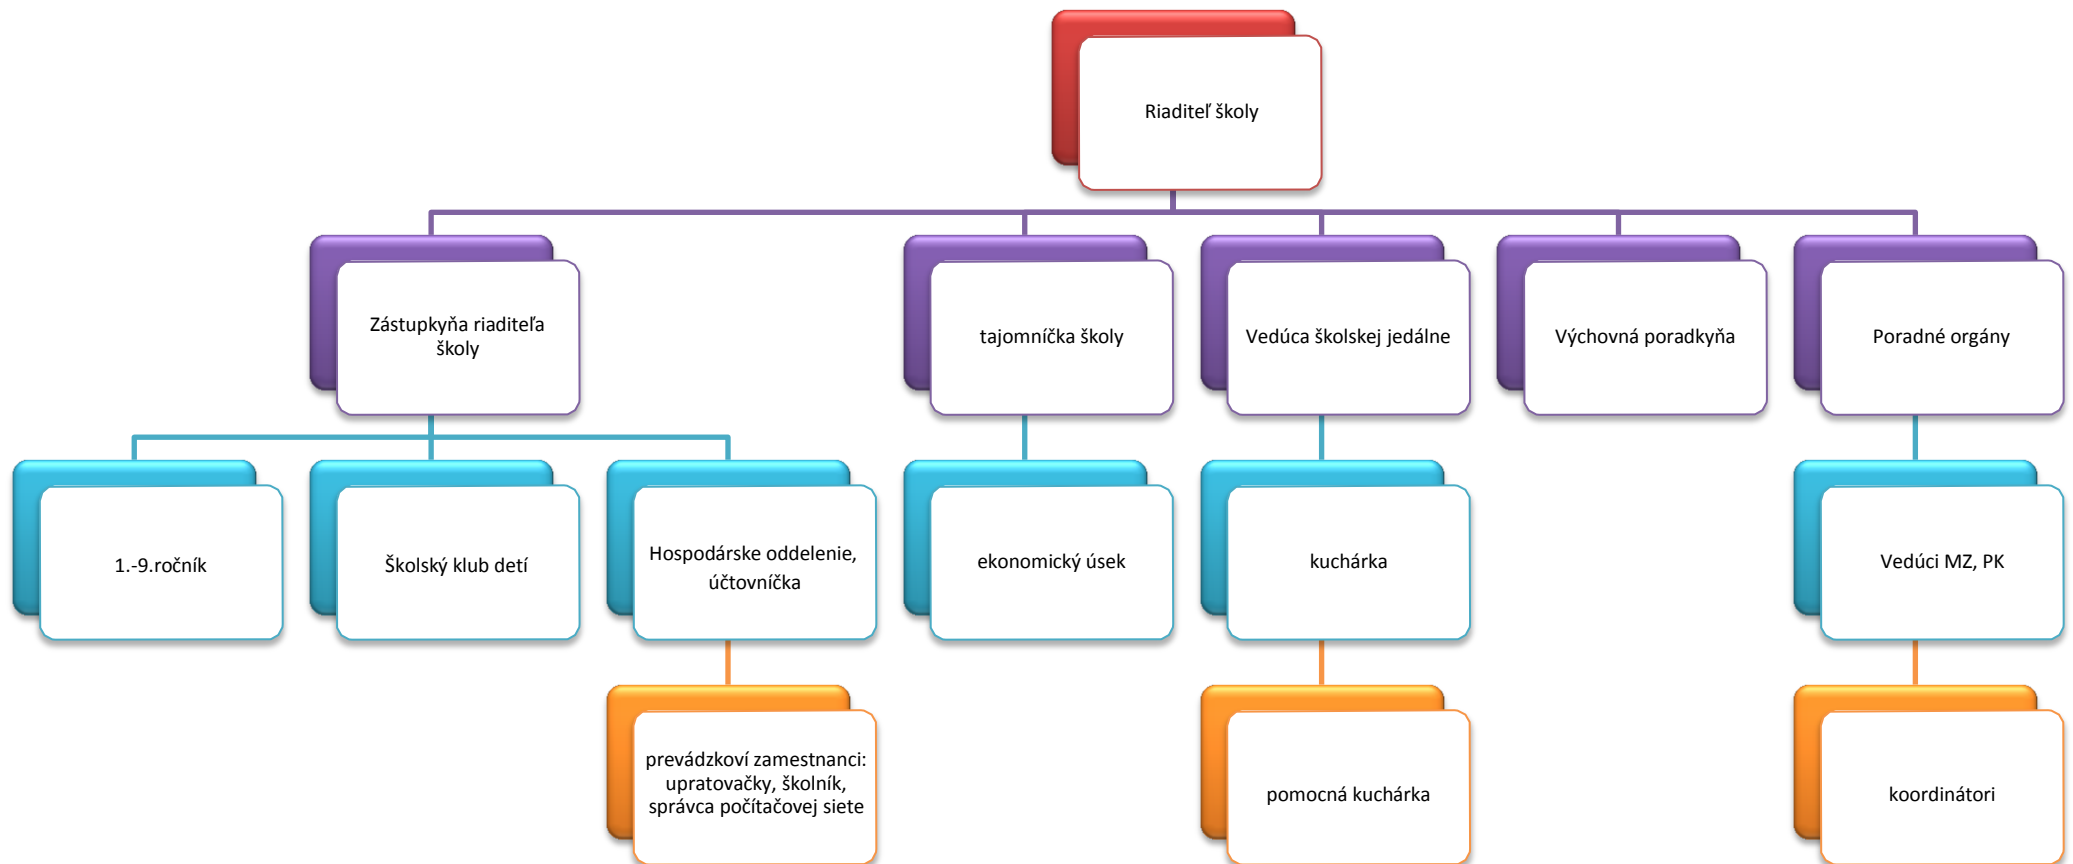 Riaditeľ školy
Zástupkyňa riaditeľa
školy
tajomníčka školy
Vedúca školskej jedálne
Výchovná poradkyňa
Poradné orgány
1.-9.ročník
Školský klub detí
Hospodárske oddelenie,
účtovníčka
ekonomický úsek
kuchárka
Vedúci MZ, PK
prevádzkoví zamestnanci:
upratovačky, školník,
správca počítačovej siete
pomocná kuchárka
koordinátori